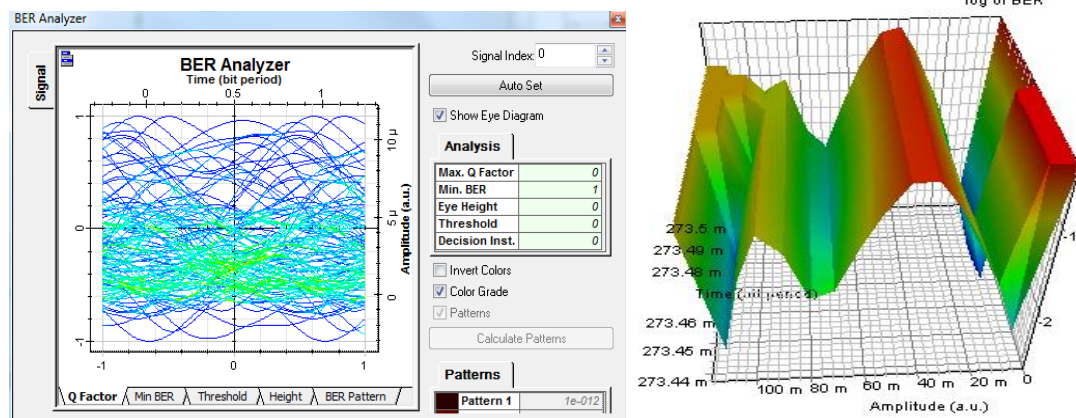 BER Analyzer
Signal
BER Analyzer
Time (bit period)
0 0.5 1
1
0
-1
-1 0 1
10 µ
5 µ
0
Amplitude (a.u.)
Q Factor Min BER Threshold Height BER Pattern
Signal Index: 0
Auto Set
Show Eye Diagram
Analysis
Max. Q Factor 0
Min. BER 1
Eye Height 0
Threshold 0
Decision Inst. 0
Invert Colors
Color Grade
Patterns
Calculate Patterns
Patterns
Pattern 1 1e-012
log of BER
-1
-2
273.5 m
273.49 m
273.48 m
Time (bit period)
273.46 m
273.45 m
273.44 m
100 m 80 m 60 m 40 m 20 m 0
Amplitude (a.u.)